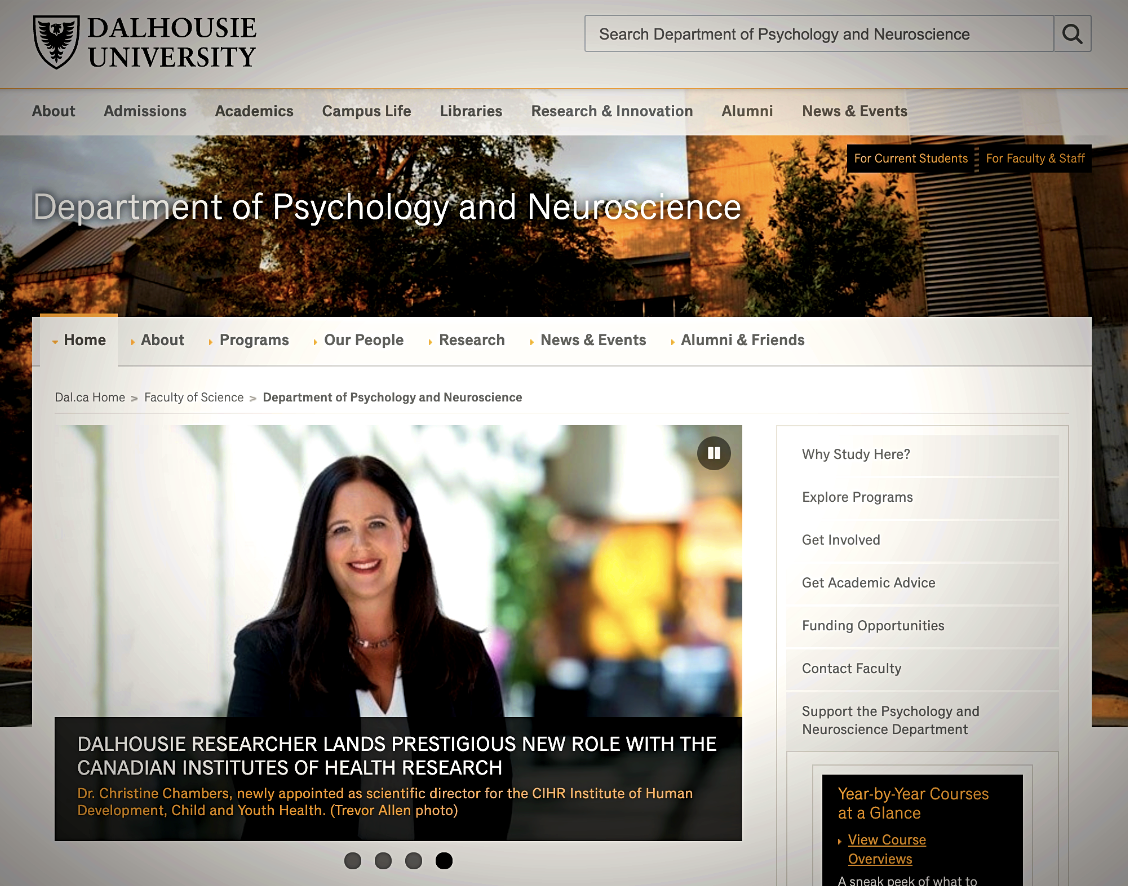 DALHOUSIE
UNIVERSITY
Search Department of Psychology and Neuroscience
About Admissions Academics Campus Life Libraries Research & Innovation Alumni News & Events
For Current Students For Faculty & Staff
Department of Psychology and Neuroscience
Home About Programs Our People Research News & Events Alumni & Friends
Dal.ca Home > Faculty of Science > Department of Psychology and Neuroscience
DALHOUSIE RESEARCHER LANDS PRESTIGIOUS NEW ROLE WITH THE
CANADIAN INSTITUTES OF HEALTH RESEARCH
Dr. Christine Chambers, newly appointed as scientific director for the CIHR Institute of Human
Development, Child and Youth Health. (Trevor Allen photo)
Why Study Here?
Explore Programs
Get Involved
Get Academic Advice
Funding Opportunities
Contact Faculty
Support the Psychology and
Neuroscience Department
Year-by-Year Courses
at a Glance
View Course
Overviews
A sneak peek of what to